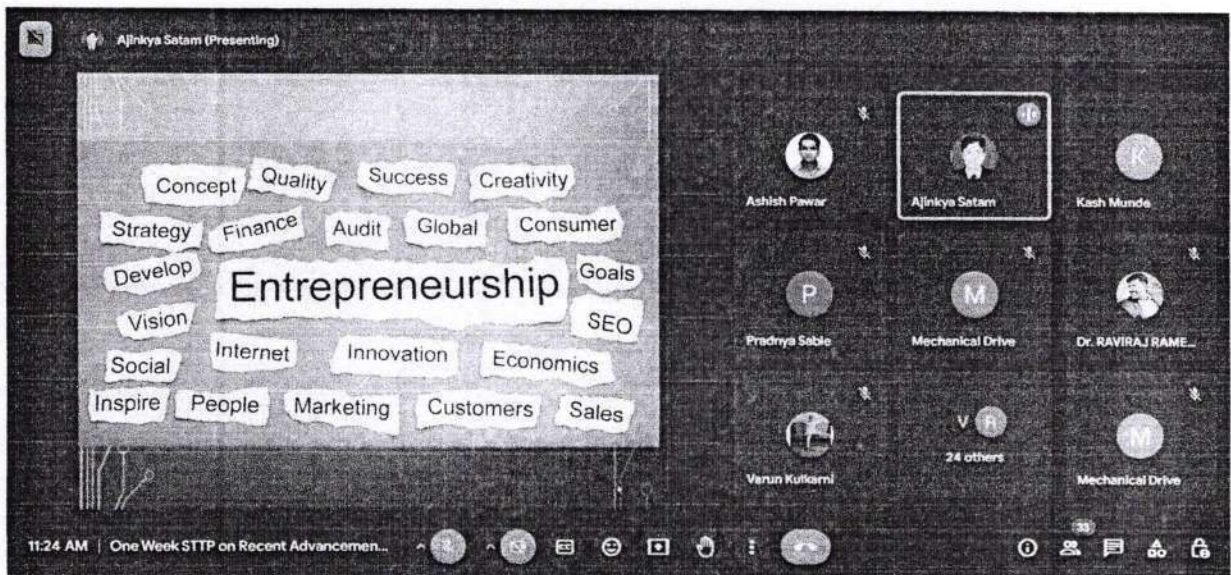 Ajinkya Satam (Presenting)
Concept Quality Success Creativity
Strategy Finance Audit Global Consumer
Develop Entrepreneurship Goals
Vision SEO
Social Internet Innovation Economics
Inspire People Marketing Customers Sales
Ashish Pawar
Ajinkya Satam
K
Kash Munde
P
Pradnya Sable
M
Mechanical Drive
Dr. RAVIRAJ RAME...
Varun Kulkarni
V R
24 others
M
Mechanical Drive
11:24 AM | One Week STTP on Recent Advancemen...
CC
33